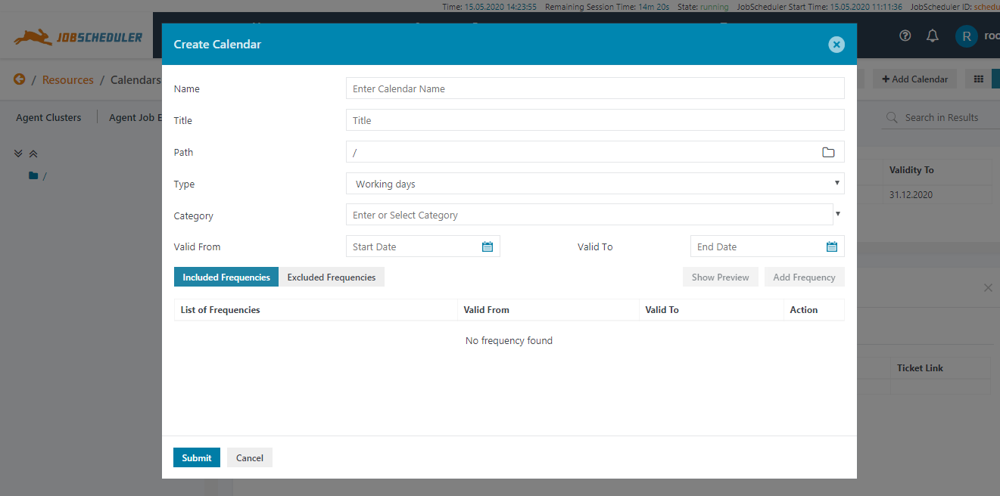 Time: 15.05.2020 14:23:55 Remaining Session Time: 14m 20s State: running JobScheduler Start Time: 15.05.2020 11:11:36 JobScheduler ID:
JOBSCHEDULER
R
/ Resources / Calendars
+ Add Calendar
Agent Clusters
Agent Job
Search in Results
/
Validity To
31.12.2020
Ticket Link
Create Calendar
Name
Enter Calendar Name
Title
Title
Path
/
Type
Working days
Category
Enter or Select Category
Valid From
Start Date
Valid To
End Date
Included Frequencies
Excluded Frequencies
Show Preview
Add Frequency
List of Frequencies
Valid From
Valid To
Action
No frequency found
Submit
Cancel